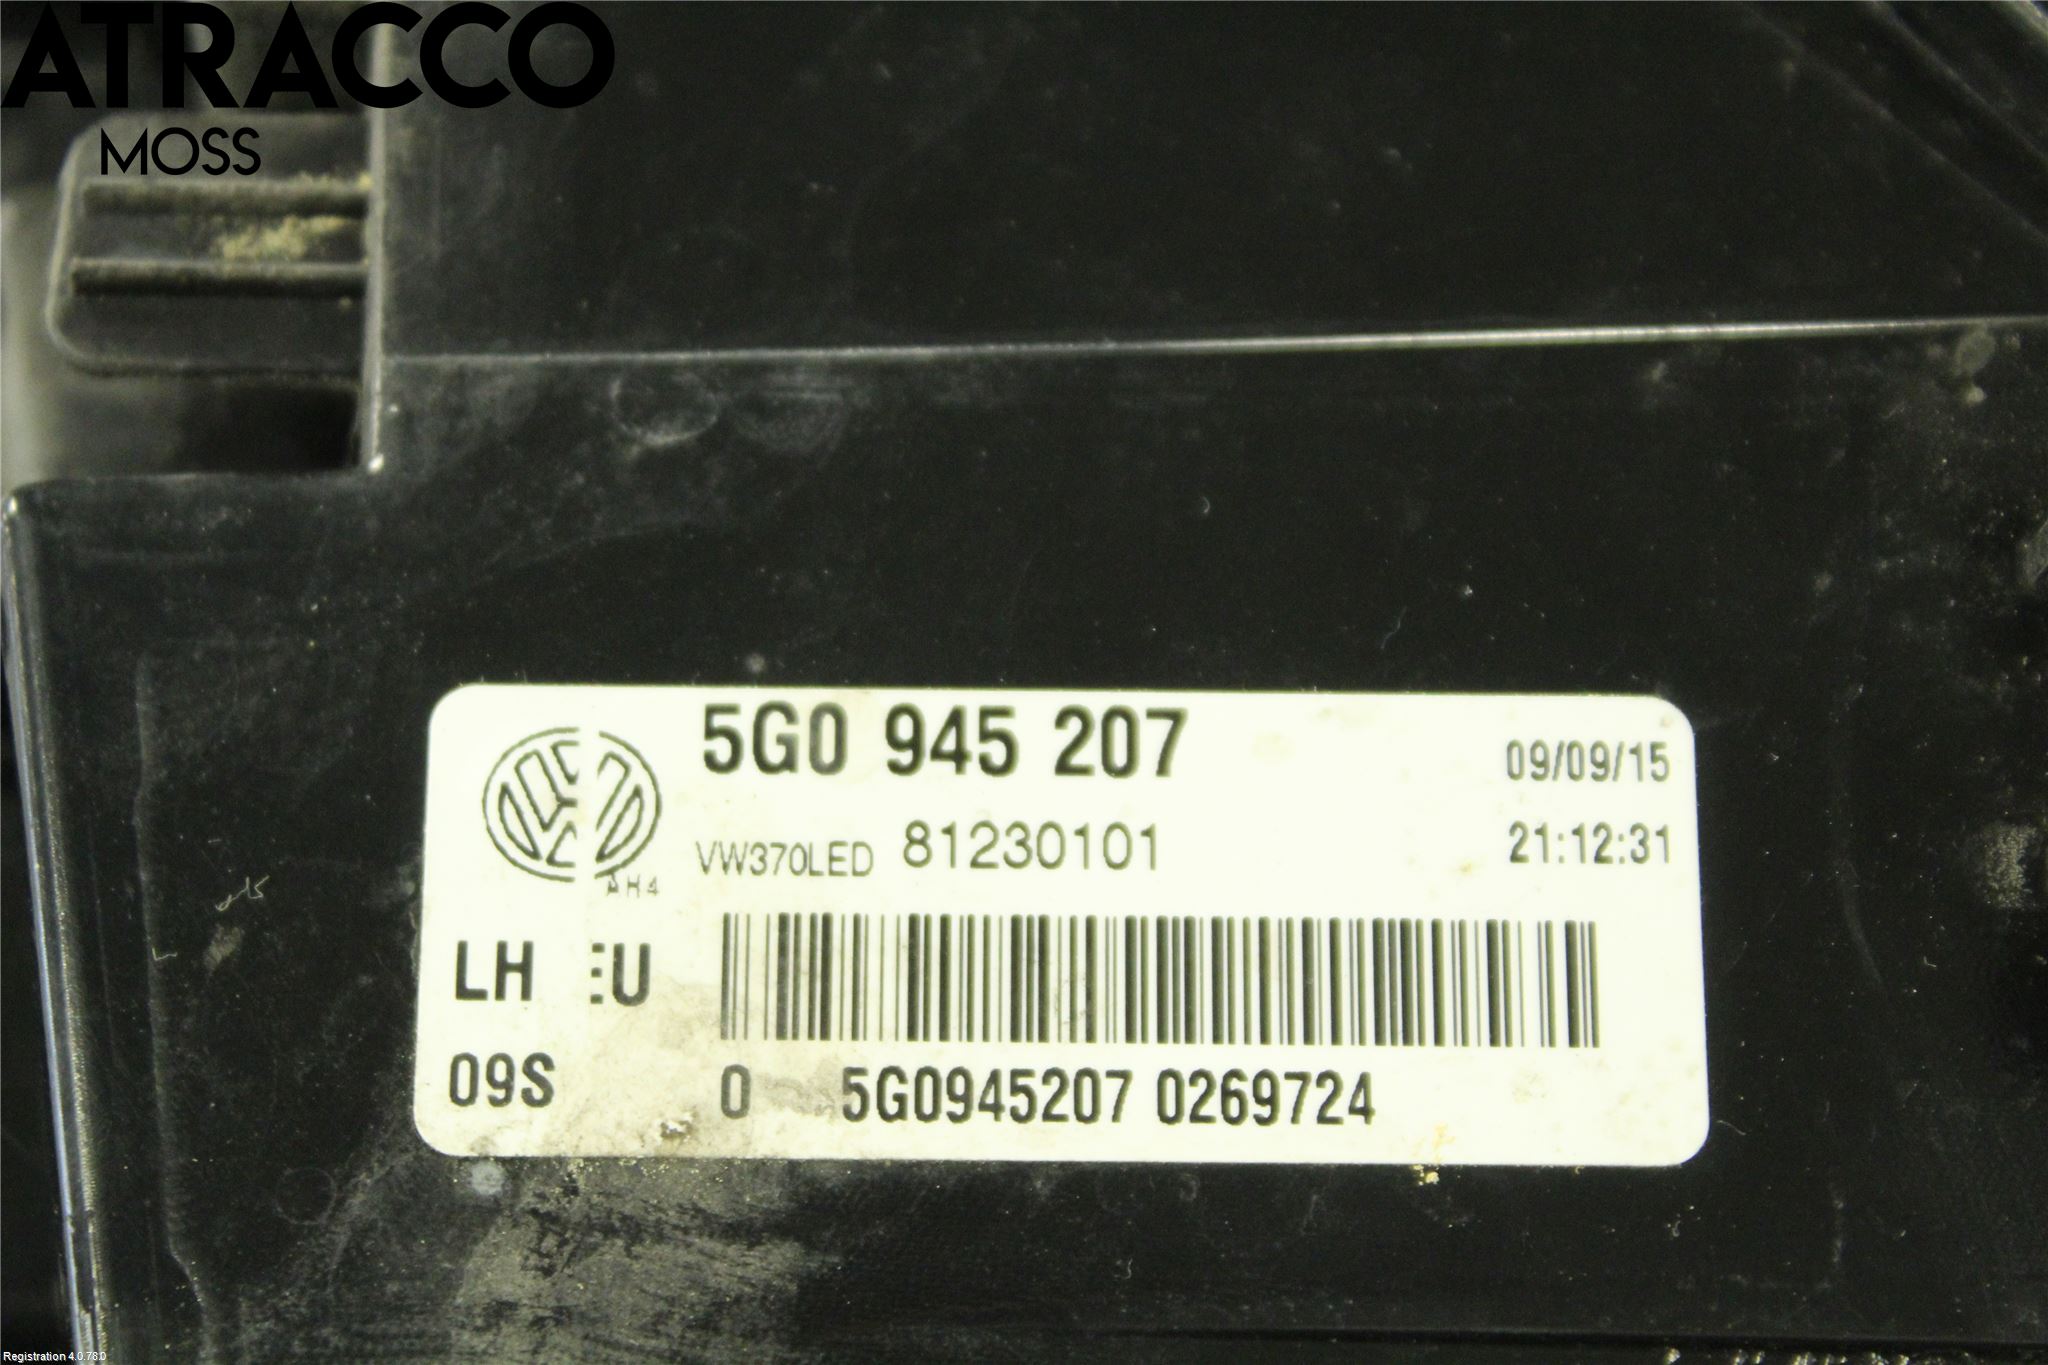 ATRACCO
MOSS
5G0 945 207
09/09/15
VW370LED 81230101
21:12:31
AH4
LH EU
09S
0 5G0945207 0269724
Registration 4.0.78.0